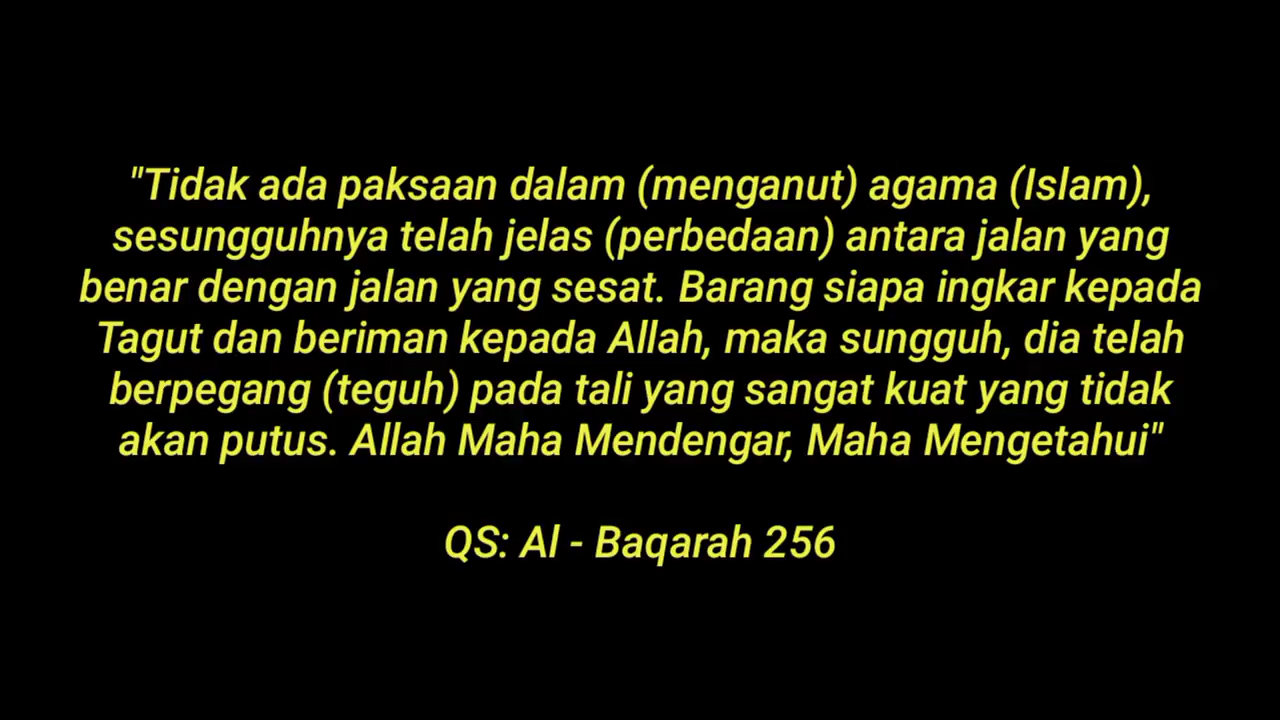 "Tidak ada paksaan dalam (menganut) agama (Islam),
sesungguhnya telah jelas (perbedaan) antara jalan yang
benar dengan jalan yang sesat. Barang siapa ingkar kepada
Tagut dan beriman kepada Allah, maka sungguh, dia telah
berpegang (teguh) pada tali yang sangat kuat yang tidak
akan putus. Allah Maha Mendengar, Maha Mengetahui"
QS: Al - Baqarah 256